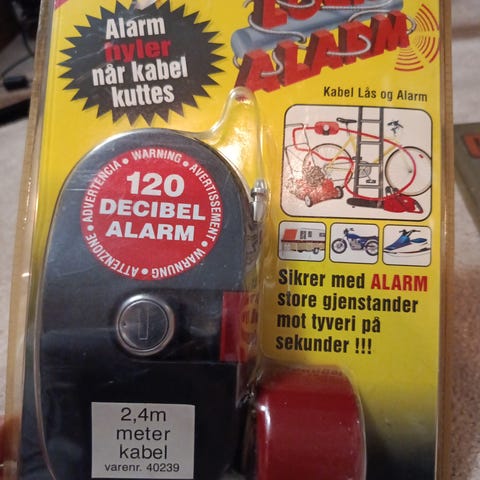 Alarm
hyler
når kabel
kuttes
ALARM
Kabel Lås og Alarm
WARNING • AVERTISSEMENT • WARNUNG • ATTENZIONE • ADVERTENCIA •
120
DECIBEL
ALARM
Sikrer med ALARM
store gjenstander
mot tyveri på
sekunder !!!
2,4m
meter
kabel
varenr. 40239